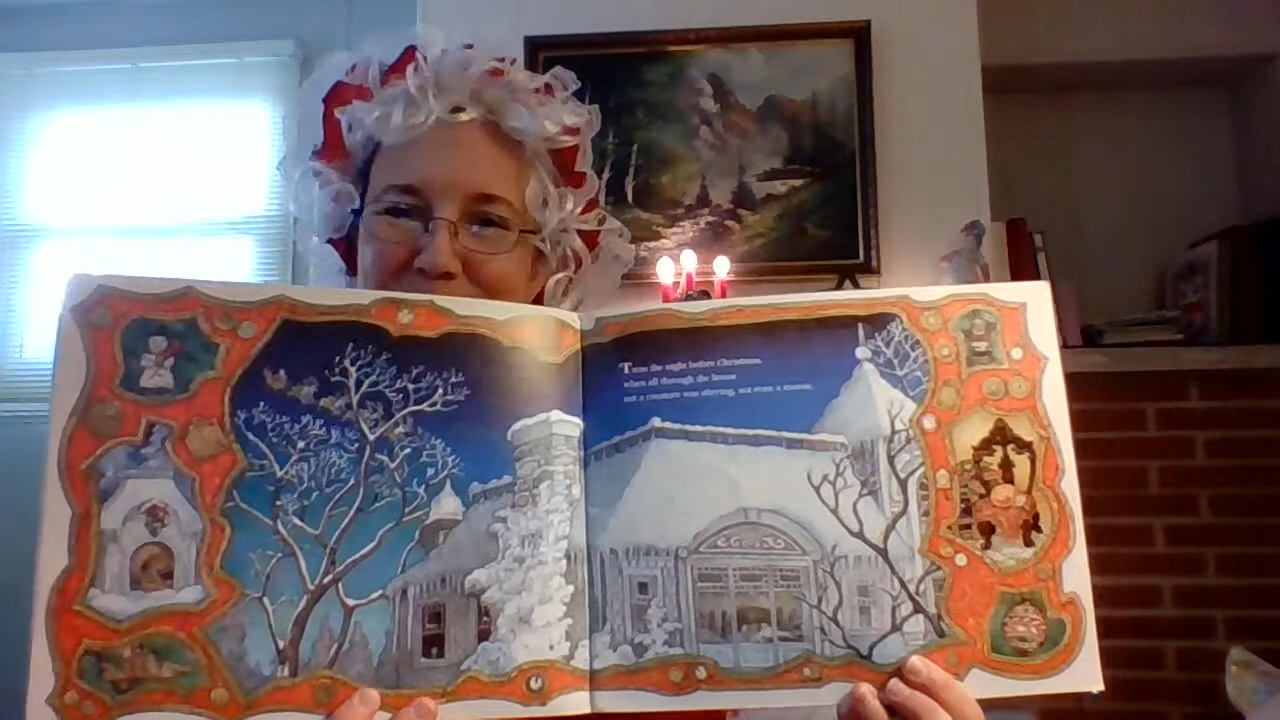 'Twas the night before Christmas,
when all through the house
not a creature was stirring, not even a mouse.